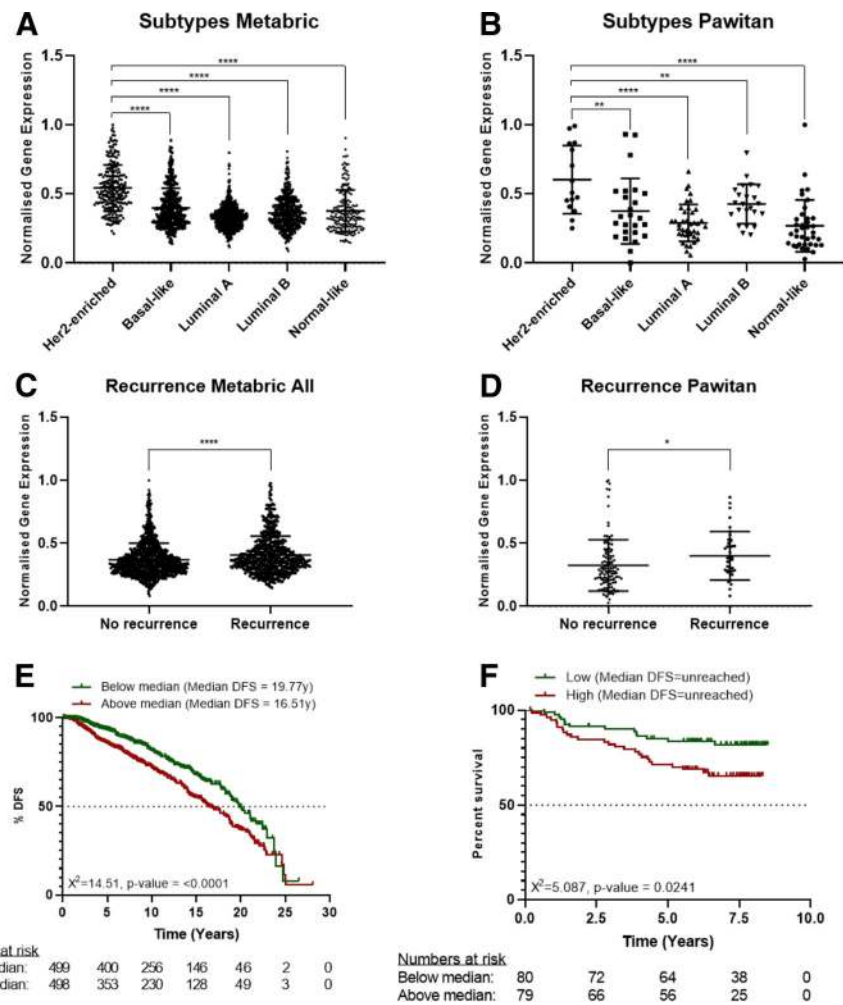 A
Subtypes Metabric
Normalised Gene Expression
1.5
1.0
0.5
0.0
****
****
****
****
Her2-enriched
Basal-like
Luminal A
Luminal B
Normal-like
B
Subtypes Pawitan
Normalised Gene Expression
1.5
1.0
0.5
0.0
****
**
****
**
Her2-enriched
Basal-like
Luminal A
Luminal B
Normal-like
C
Recurrence Metabric All
Normalised Gene Expression
1.5
1.0
0.5
0.0
****
No recurrence
Recurrence
D
Recurrence Pawitan
Normalised Gene Expression
1.5
1.0
0.5
0.0
*
No recurrence
Recurrence
E
Below median (Median DFS = 19.77y)
Above median (Median DFS = 16.51y)
% DFS
100
50
0
X²=14.51, p-value = <0.0001
0 5 10 15 20 25 30
Time (Years)
at risk
dian: 499 400 256 146 46 2 0
dian: 498 353 230 128 49 3 0
F
Low (Median DFS=unreached)
High (Median DFS=unreached)
Percent survival
100
50
0
X²=5.087, p-value = 0.0241
0.0 2.5 5.0 7.5 10.0
Time (Years)
Numbers at risk
Below median: 80 72 64 38 0
Above median: 79 66 56 25 0